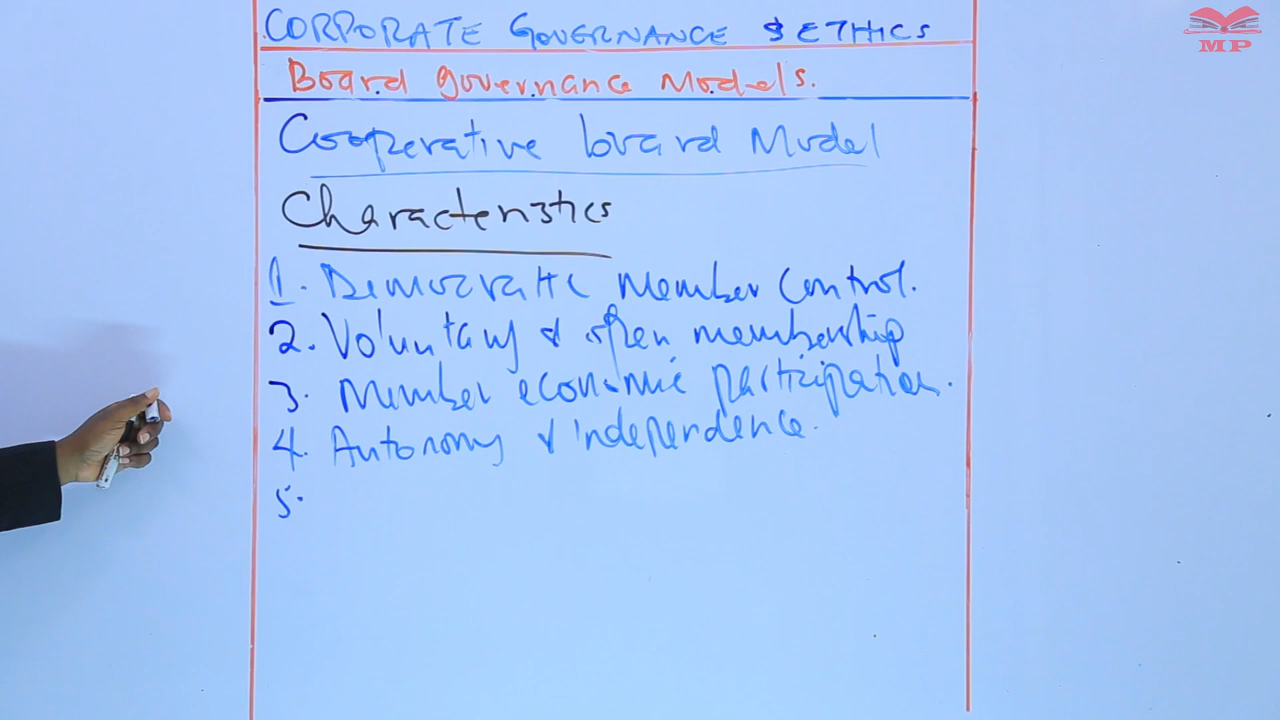 CORPORATE GOVERNANCE & ETHICS
MP
Board governance Models.
Cooperative board Model
Characteristics
1. Democratic member control.
2. Voluntary & open membership
3. Member economic participation.
4. Autonomy & independence.
5.